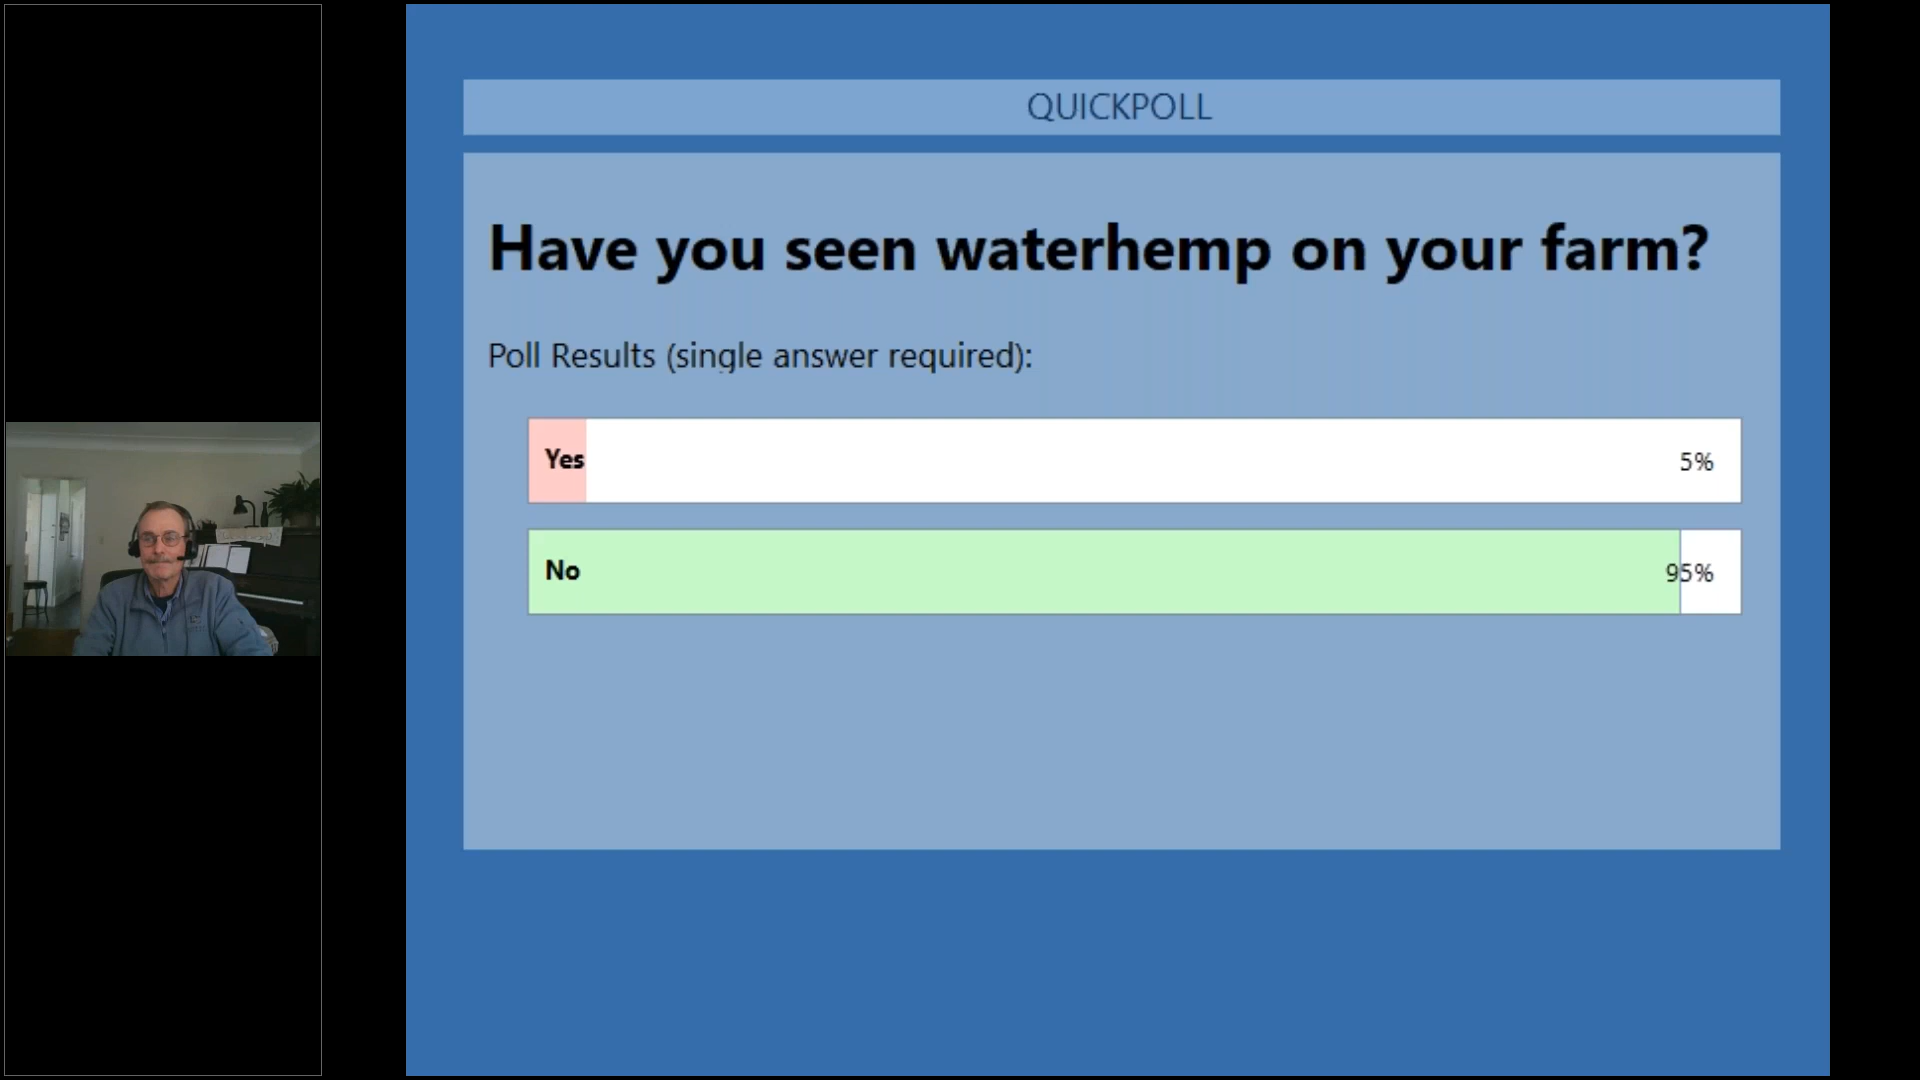 QUICKPOLL
Have you seen waterhemp on your farm?
Poll Results (single answer required):
Yes 5%
No 95%